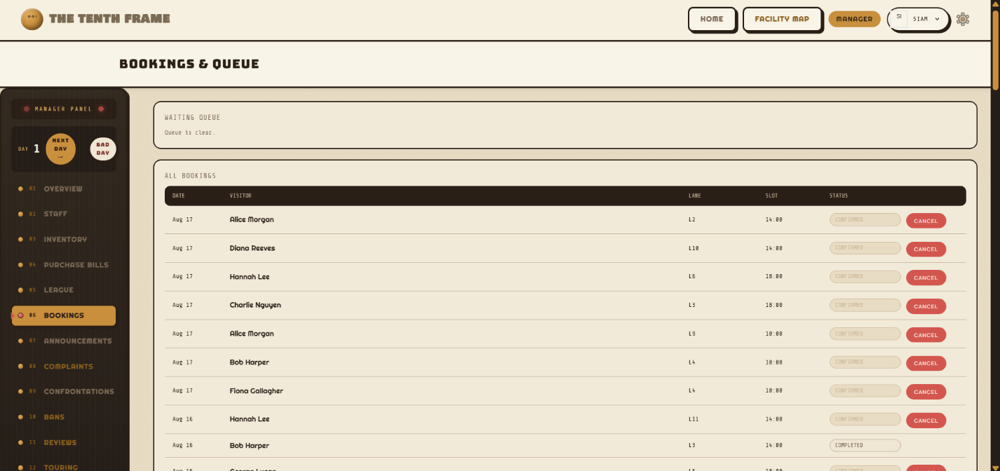 THE TENTH FRAME
HOME
FACILITY MAP
MANAGER
SI
SIAM
BOOKINGS & QUEUE
MANAGER PANEL
DAY 1
NEXT
DAY
→
BAD
DAY
01 OVERVIEW
02 STAFF
03 INVENTORY
04 PURCHASE BILLS
05 LEAGUE
06 BOOKINGS
07 ANNOUNCEMENTS
08 COMPLAINTS
09 CONFRONTATIONS
10 BANS
11 REVIEWS
12 TOURING
WAITING QUEUE
Queue is clear.
ALL BOOKINGS
DATE VISITOR LANE SLOT STATUS
Aug 17 Alice Morgan L2 14:00 CONFIRMED CANCEL
Aug 17 Diana Reeves L10 14:00 CONFIRMED CANCEL
Aug 17 Hannah Lee L6 18:00 CONFIRMED CANCEL
Aug 17 Charlie Nguyen L3 18:00 CONFIRMED CANCEL
Aug 17 Alice Morgan L9 10:00 CONFIRMED CANCEL
Aug 17 Bob Harper L4 10:00 CONFIRMED CANCEL
Aug 17 Fiona Gallagher L4 10:00 CONFIRMED CANCEL
Aug 16 Hannah Lee L11 14:00 CONFIRMED CANCEL
Aug 16 Bob Harper L3 14:00 COMPLETED